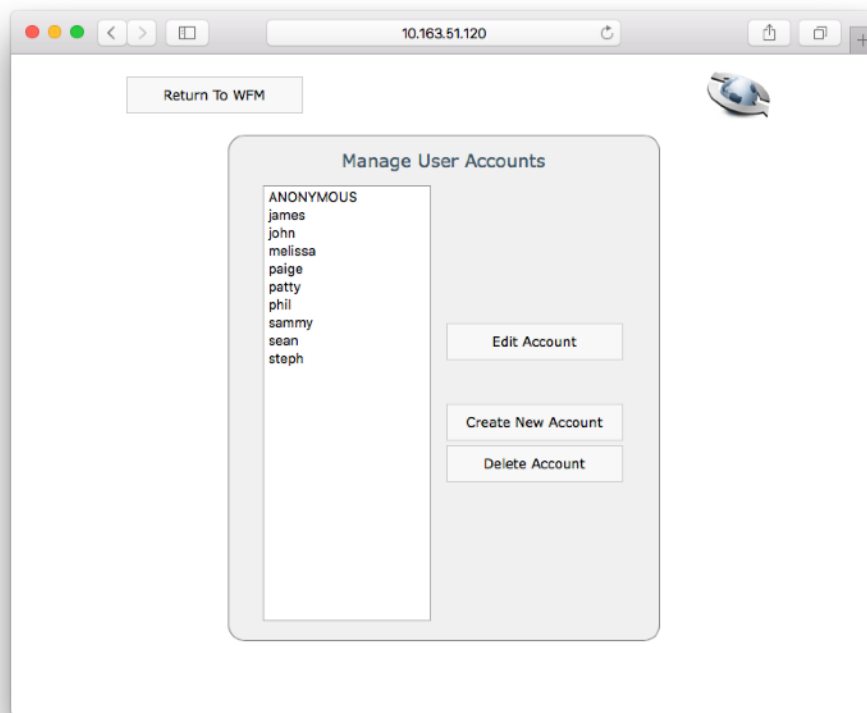 10.163.51.120
Return To WFM
Manage User Accounts
ANONYMOUS
james
john
melissa
paige
patty
phil
sammy
sean
steph
Edit Account
Create New Account
Delete Account